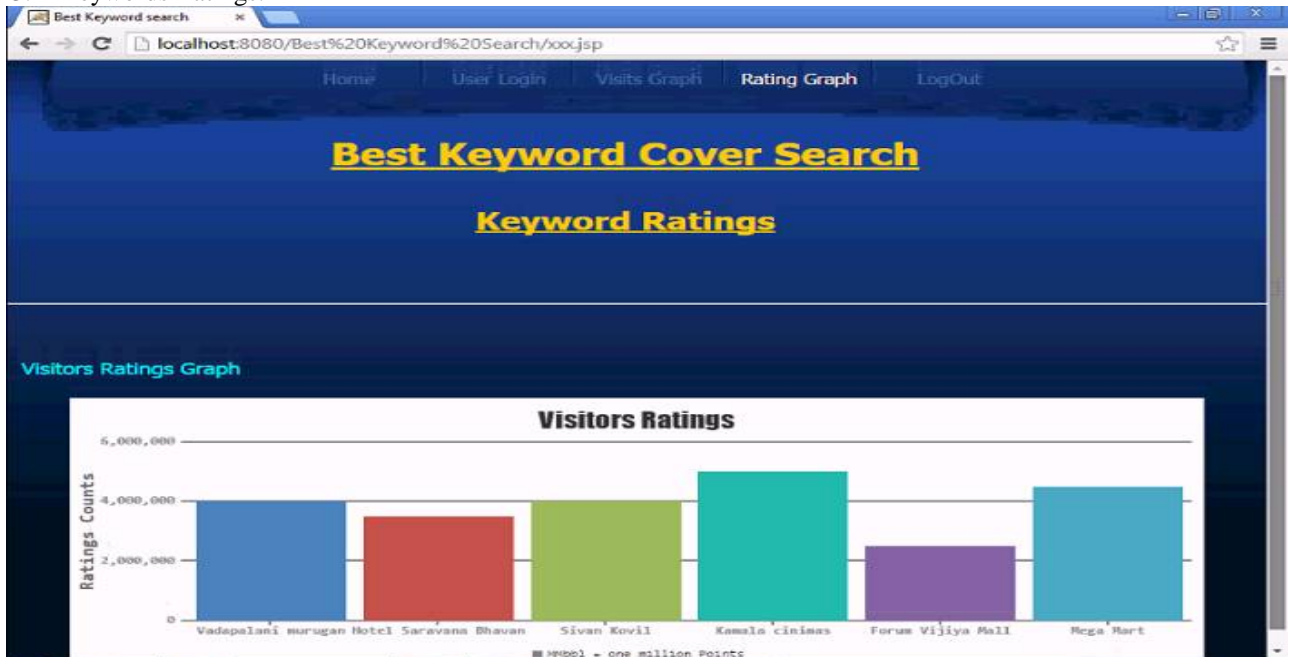 Best Keyword search
localhost:8080/Best%20Keyword%20Search/xxx.jsp
Home User Login Visits Graph Rating Graph LogOut
Best Keyword Cover Search
Keyword Ratings
Visitors Ratings Graph
Visitors Ratings
Ratings Counts
6,000,000
4,000,000
2,000,000
0
Vadapalani murugan Hotel Saravana Bhavan Sivan Kovil Kamala cinimas Forum Vijiya Mall Mega Mart
- one million Points